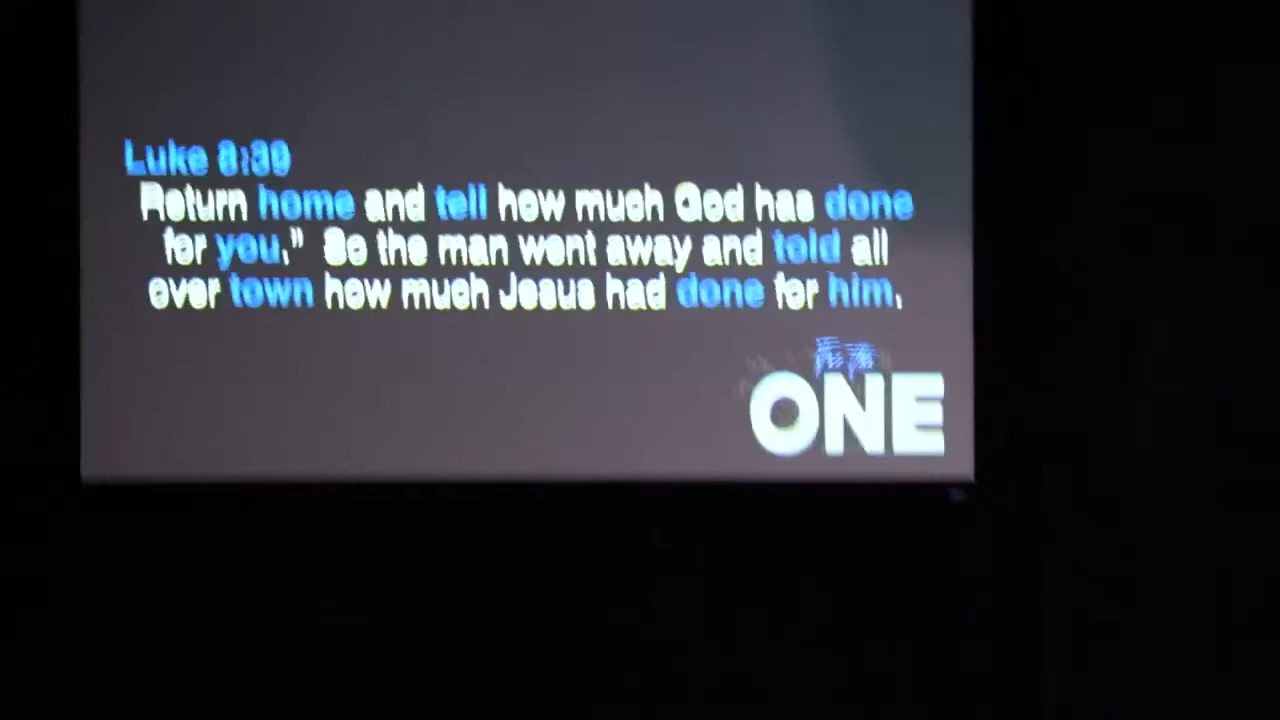 Luke 8:39
Return home and tell how much God has done
for you." So the man went away and told all
over town how much Jesus had done for him.
ONE